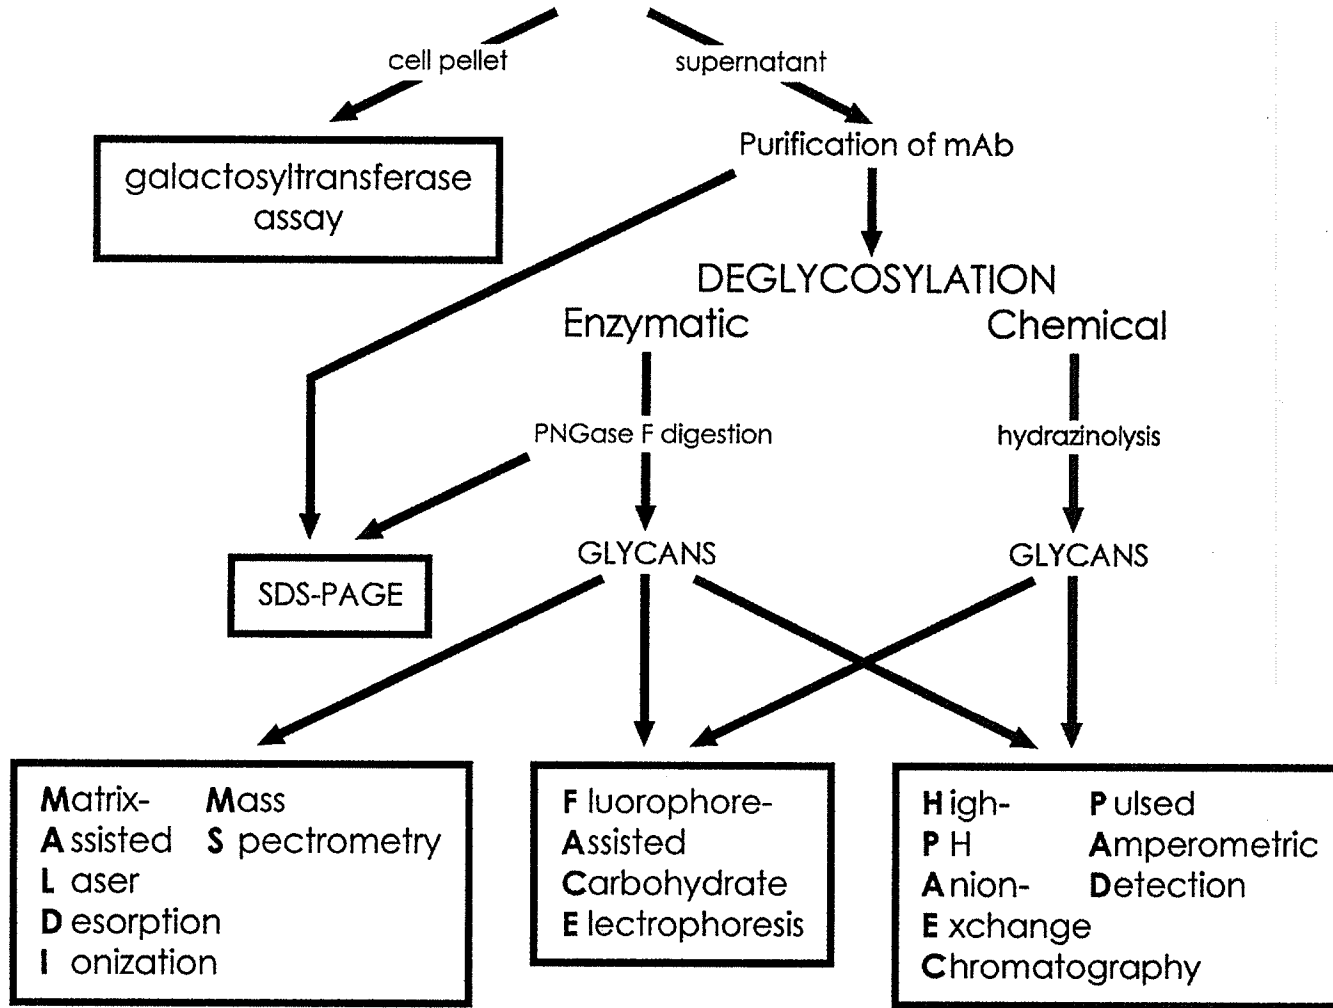 cell pellet
supernatant
galactosyltransferase
assay
Purification of mAb
DEGLYCOSYLATION
Enzymatic
Chemical
PNGase F digestion
hydrazinolysis
SDS-PAGE
GLYCANS
GLYCANS
Matrix-
Assisted
Laser
Desorption
Ionization
Mass
Spectrometry
Fluorophore-
Assisted
Carbohydrate
Electrophoresis
High-
PH
Anion-
Exchange
Chromatography
Pulsed
Amperometric
Detection